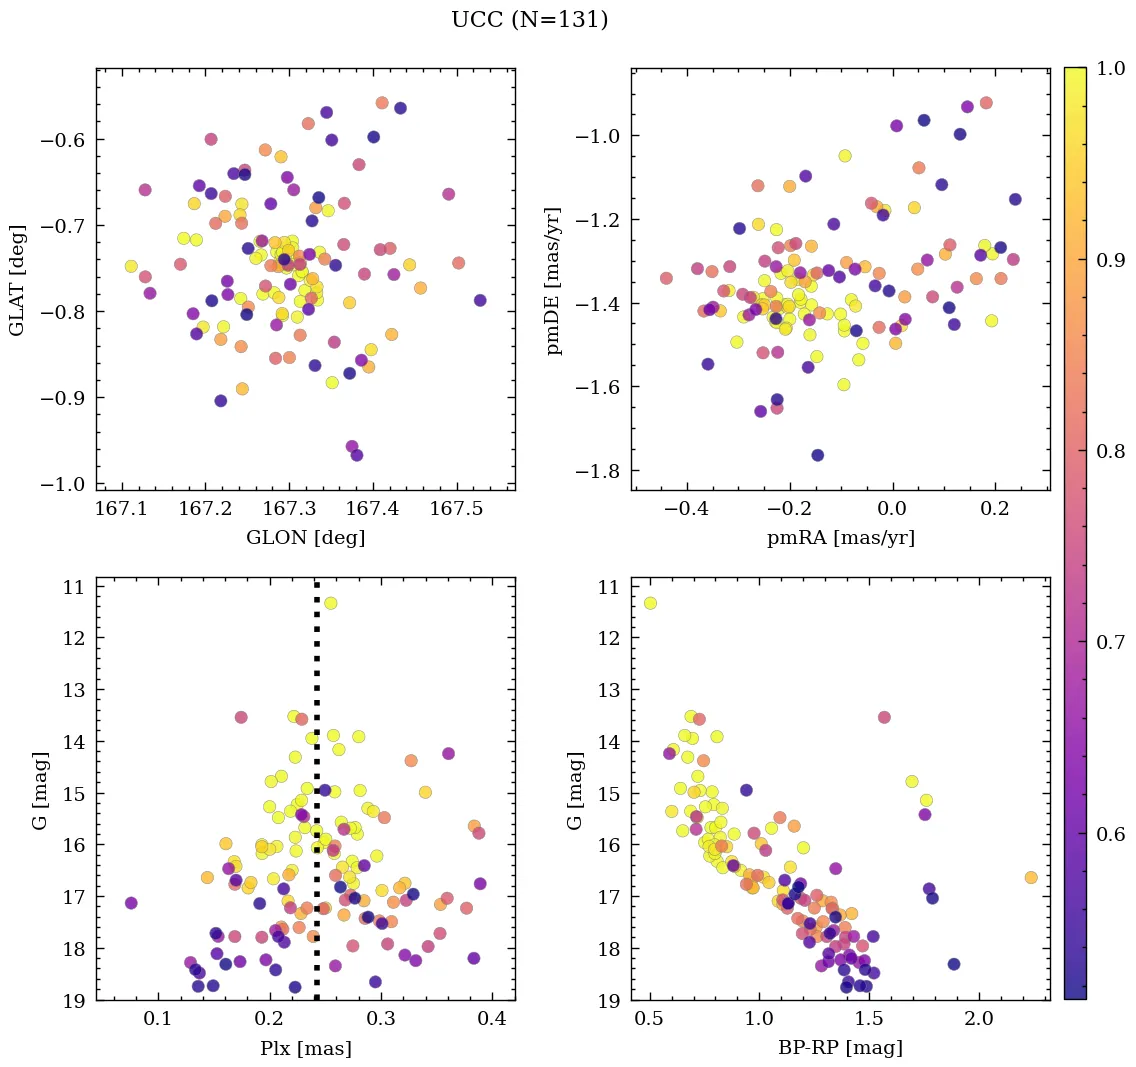 UCC (N=131)
−0.6
−0.7
−0.8
−0.9
−1.0
GLAT [deg]
167.1 167.2 167.3 167.4 167.5
GLON [deg]
−1.0
−1.2
−1.4
−1.6
−1.8
pmDE [mas/yr]
−0.4 −0.2 0.0 0.2
pmRA [mas/yr]
1.0
0.9
0.8
0.7
0.6
11
12
13
14
15
16
17
18
19
G [mag]
0.1 0.2 0.3 0.4
Plx [mas]
11
12
13
14
15
16
17
18
19
G [mag]
0.5 1.0 1.5 2.0
BP-RP [mag]